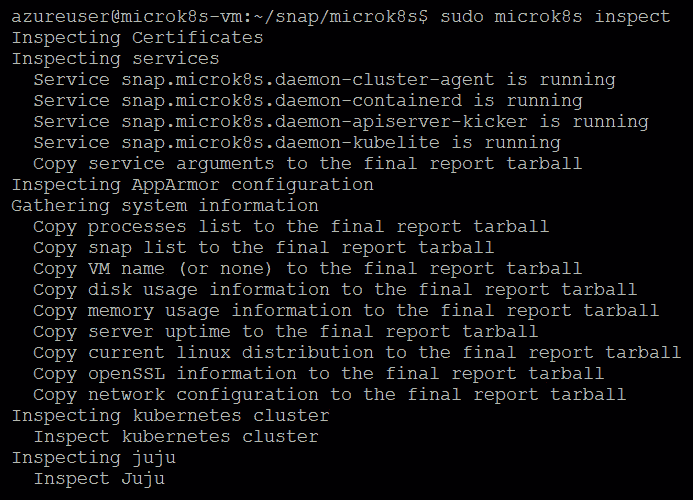 azureuser@microk8s-vm:~/snap/microk8s$ sudo microk8s inspect
Inspecting Certificates
Inspecting services
  Service snap.microk8s.daemon-cluster-agent is running
  Service snap.microk8s.daemon-containerd is running
  Service snap.microk8s.daemon-apiserver-kicker is running
  Service snap.microk8s.daemon-kubelite is running
  Copy service arguments to the final report tarball
Inspecting AppArmor configuration
Gathering system information
  Copy processes list to the final report tarball
  Copy snap list to the final report tarball
  Copy VM name (or none) to the final report tarball
  Copy disk usage information to the final report tarball
  Copy memory usage information to the final report tarball
  Copy server uptime to the final report tarball
  Copy current linux distribution to the final report tarball
  Copy openSSL information to the final report tarball
  Copy network configuration to the final report tarball
Inspecting kubernetes cluster
  Inspect kubernetes cluster
Inspecting juju
  Inspect Juju